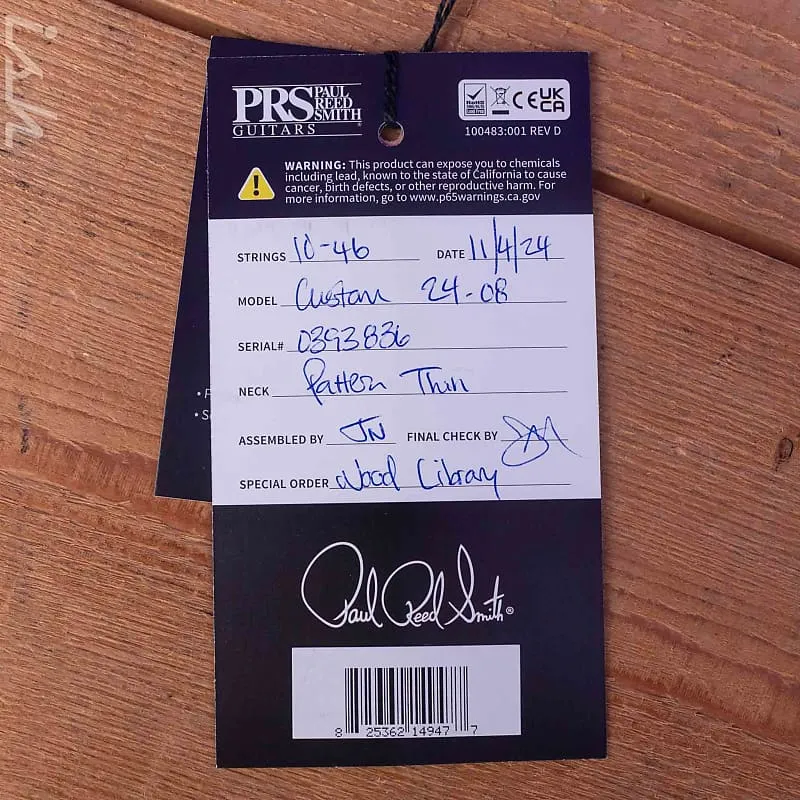 PRS PAUL REED SMITH
GUITARS
RoHS CE UKCA
100483:001 REV D
WARNING: This product can expose you to chemicals
including lead, known to the state of California to cause
cancer, birth defects, or other reproductive harm. For
more information, go to www.p65warnings.ca.gov
STRINGS 10-46 DATE 11/4/24
MODEL Custom 24-08
SERIAL# 0393836
NECK Pattern Thin
ASSEMBLED BY JN FINAL CHECK BY
SPECIAL ORDER Wood Library
Paul Reed Smith®
8 25362 14947 7